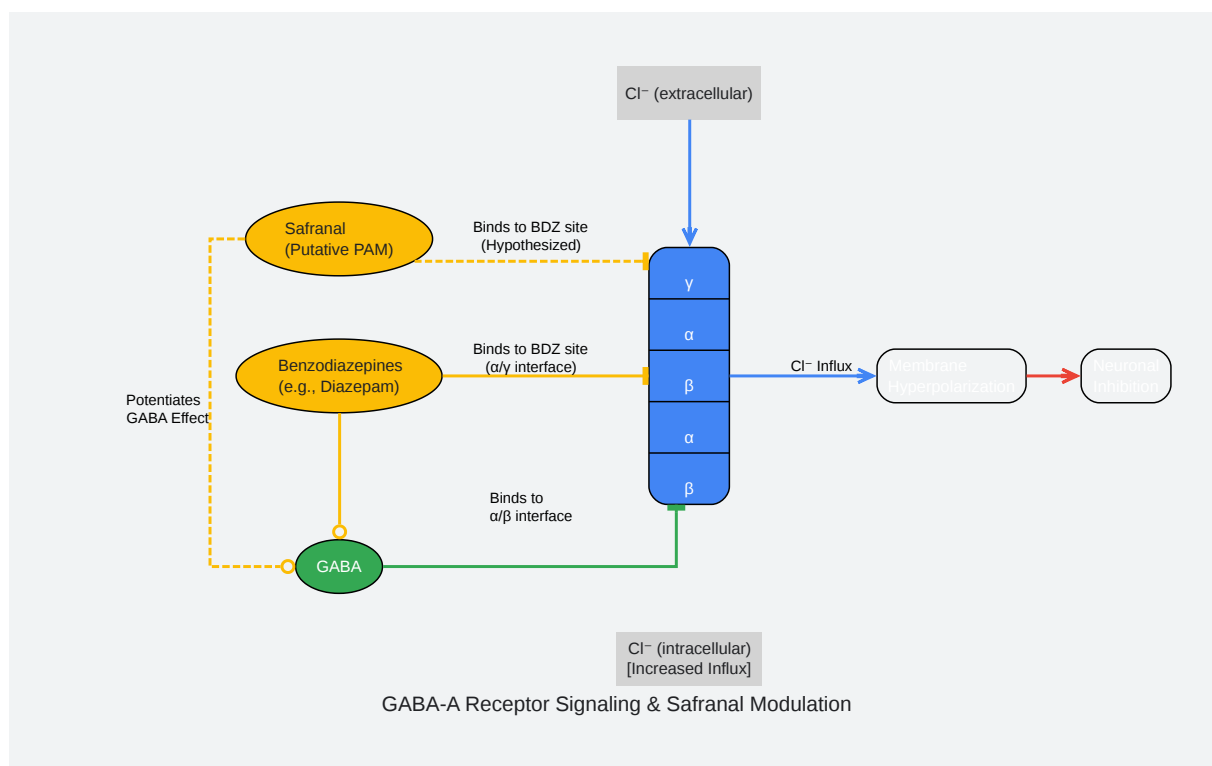 Cl⁻ (extracellular)
Safranal
(Putative PAM)
Binds to BDZ site
(Hypothesized)
γ
α
Benzodiazepines
(e.g., Diazepam)
Binds to BDZ site
(α/γ interface)
β
Cl⁻ Influx
Membrane
Hyperpolarization
Neuronal
Inhibition
Potentiates
GABA Effect
α
β
Binds to
α/β interface
GABA
Cl⁻ (intracellular)
[Increased Influx]
GABA-A Receptor Signaling & Safranal Modulation